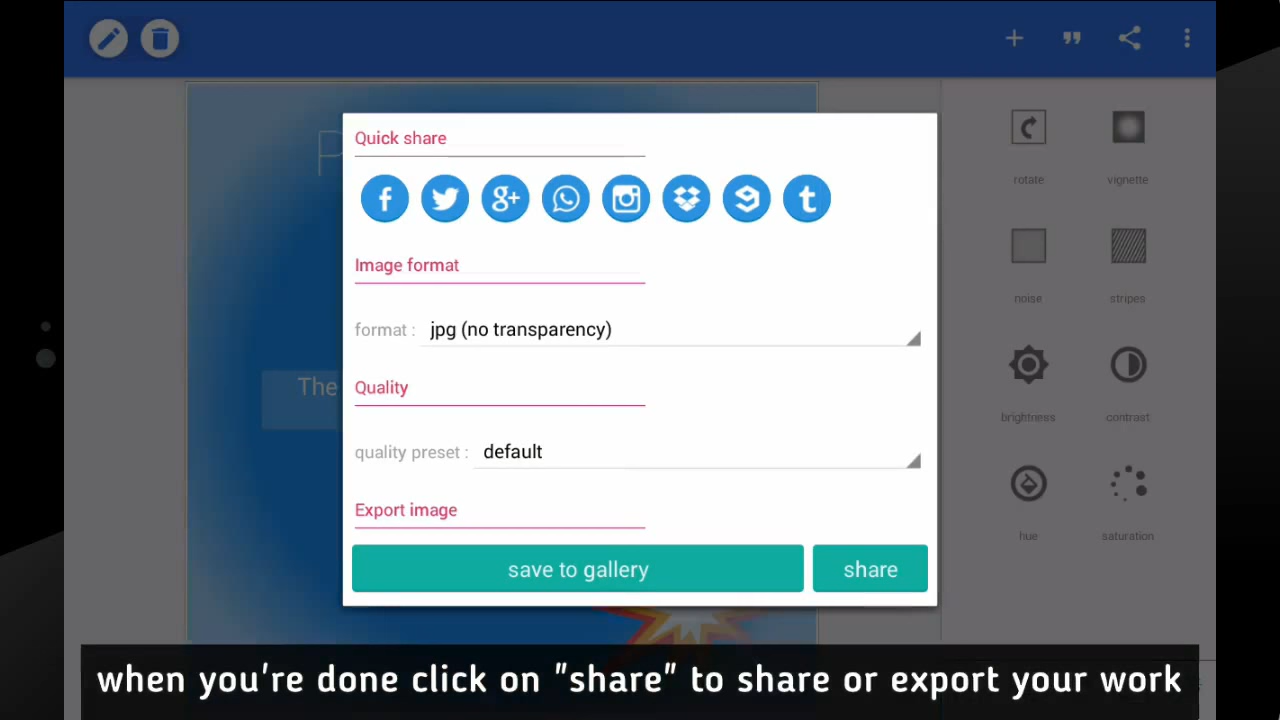 Quick share
Image format
format : jpg (no transparency)
Quality
quality preset : default
Export image
save to gallery share
rotate vignette
noise stripes
brightness contrast
hue saturation
P
The
when you're done click on "share" to share or export your work